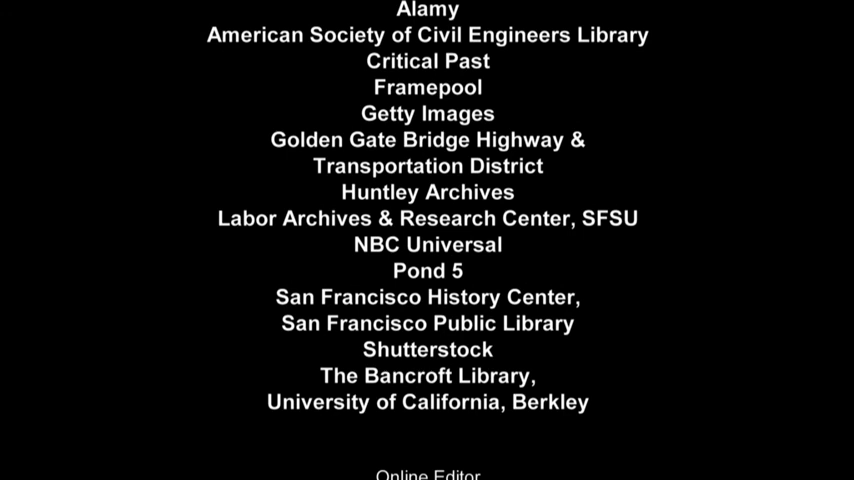 Alamy
American Society of Civil Engineers Library
Critical Past
Framepool
Getty Images
Golden Gate Bridge Highway &
Transportation District
Huntley Archives
Labor Archives & Research Center, SFSU
NBC Universal
Pond 5
San Francisco History Center,
San Francisco Public Library
Shutterstock
The Bancroft Library,
University of California, Berkley
Online Editor